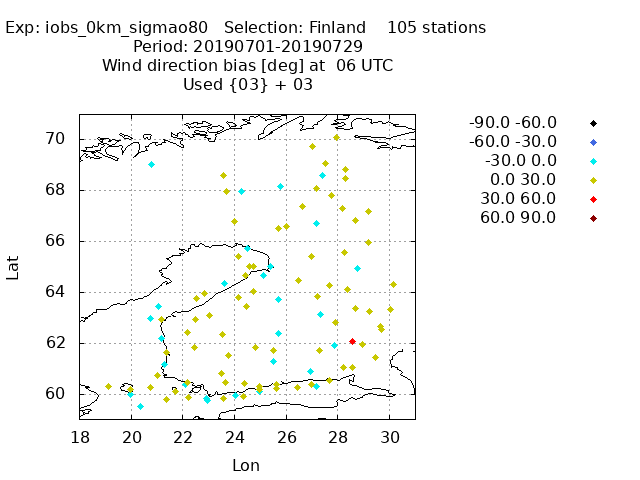 Exp: iobs_0km_sigmao80 Selection: Finland 105 stations
Period: 20190701-20190729
Wind direction bias [deg] at 06 UTC
Used {03} + 03
-90.0 -60.0
-60.0 -30.0
-30.0 0.0
0.0 30.0
30.0 60.0
60.0 90.0
70
68
66
64
62
60
Lat
18 20 22 24 26 28 30
Lon